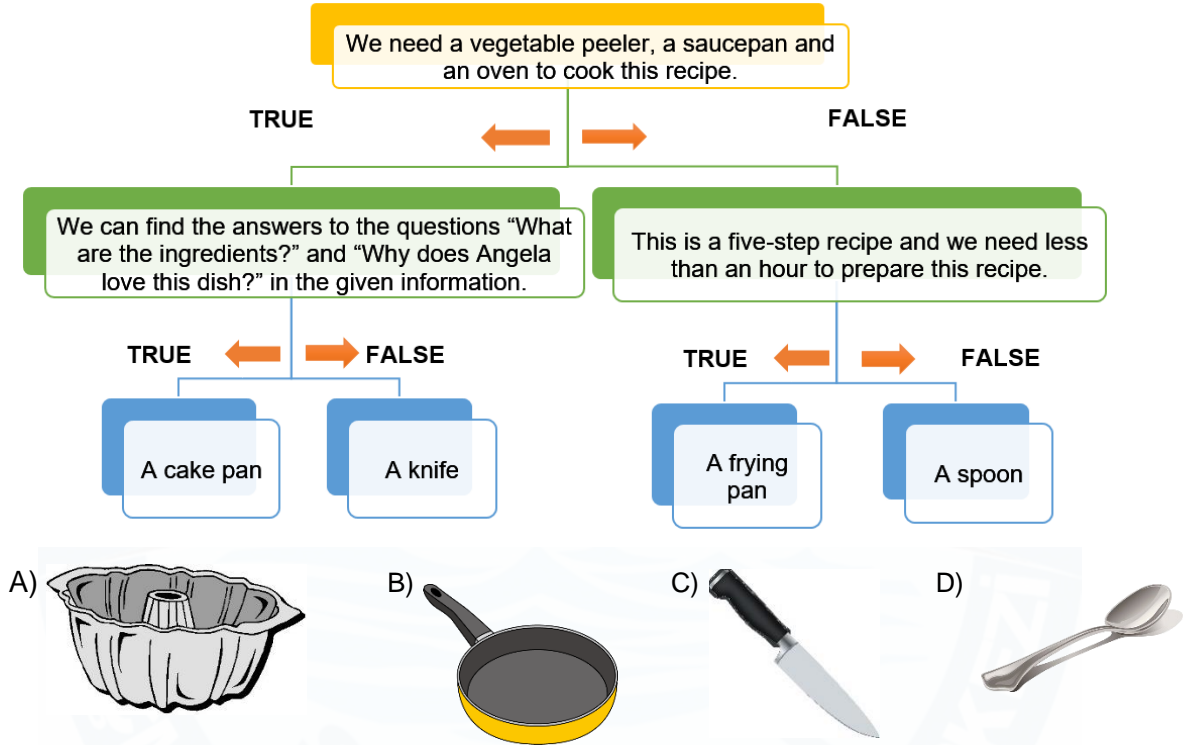 We need a vegetable peeler, a saucepan and
an oven to cook this recipe.
TRUE
FALSE
We can find the answers to the questions “What
are the ingredients?” and “Why does Angela
love this dish?” in the given information.
This is a five-step recipe and we need less
than an hour to prepare this recipe.
TRUE
FALSE
TRUE
FALSE
A cake pan
A knife
A frying
pan
A spoon
A)
B)
C)
D)